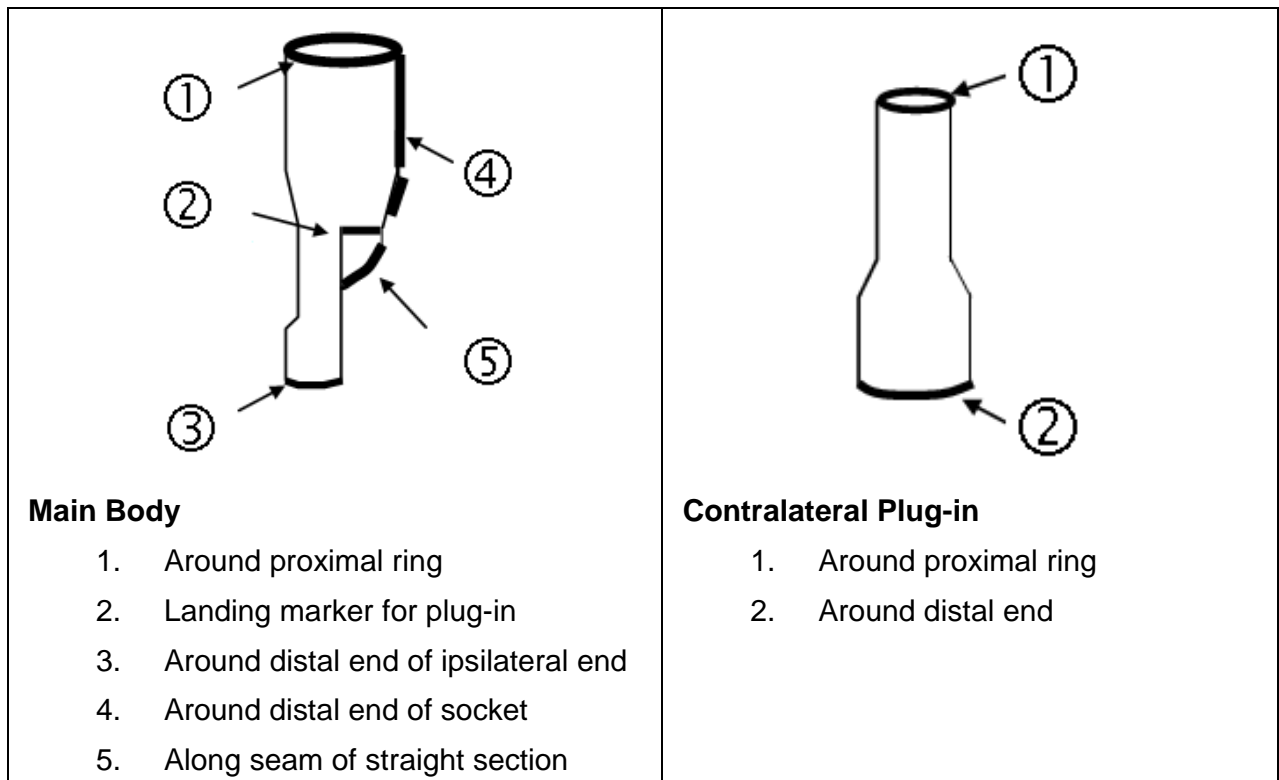 ①
④
②
⑤
③
①
②
Main Body
1. Around proximal ring
2. Landing marker for plug-in
3. Around distal end of ipsilateral end
4. Around distal end of socket
5. Along seam of straight section
Contralateral Plug-in
1. Around proximal ring
2. Around distal end